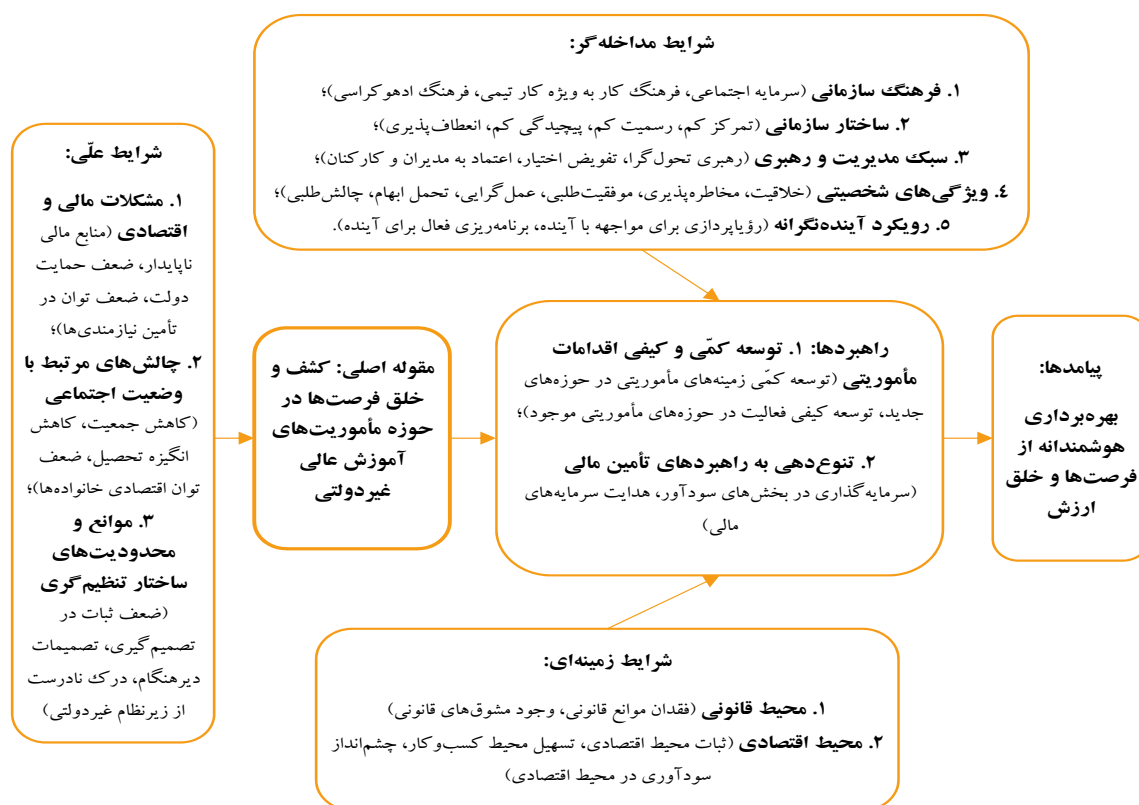 شرایط مداخله‌گر:
۱. فرهنگ سازمانی (سرمایه اجتماعی، فرهنگ کار به ویژه کار تیمی، فرهنگ ادهوکراسی)؛
۲. ساختار سازمانی (تمرکز کم، رسمیت کم، پیچیدگی کم، انعطاف‌پذیری)؛
۳. سبک مدیریت و رهبری (رهبری تحول‌گرا، تفویض اختیار، اعتماد به مدیران و کارکنان)؛
۴. ویژگی‌های شخصیتی (خلاقیت، مخاطره‌پذیری، موفقیت‌طلبی، عمل‌گرایی، تحمل ابهام، چالش‌طلبی)؛
۵. رویکرد آینده‌نگرانه (رؤیاپردازی برای مواجهه با آینده، برنامه‌ریزی فعال برای آینده).
شرایط علّی:
۱. مشکلات مالی و
اقتصادی (منابع مالی
ناپایدار، ضعف حمایت
دولت، ضعف توان در
تأمین نیازمندی‌ها)؛
۲. چالش‌های مرتبط با
وضعیت اجتماعی
(کاهش جمعیت، کاهش
انگیزه تحصیل، ضعف
توان اقتصادی خانواده‌ها)؛
۳. موانع و
محدودیت‌های
ساختار تنظیم‌گری
(ضعف ثبات در
تصمیم‌گیری، تصمیمات
دیرهنگام، درک نادرست
از زیرنظام غیردولتی)
مقوله اصلی: کشف و
خلق فرصت‌ها در
حوزه مأموریت‌های
آموزش عالی
غیردولتی
راهبردها: ۱. توسعه کمّی و کیفی اقدامات
مأموریتی (توسعه کمّی زمینه‌های مأموریتی در حوزه‌های
جدید، توسعه کیفی فعالیت در حوزه‌های مأموریتی موجود)؛
۲. تنوع‌دهی به راهبردهای تأمین مالی
(سرمایه‌گذاری در بخش‌های سودآور، هدایت سرمایه‌های
مالی)
پیامدها:
بهره‌برداری
هوشمندانه از
فرصت‌ها و خلق
ارزش
شرایط زمینه‌ای:
۱. محیط قانونی (فقدان موانع قانونی، وجود مشوق‌های قانونی)
۲. محیط اقتصادی (ثبات محیط اقتصادی، تسهیل محیط کسب‌وکار، چشم‌انداز
سودآوری در محیط اقتصادی)